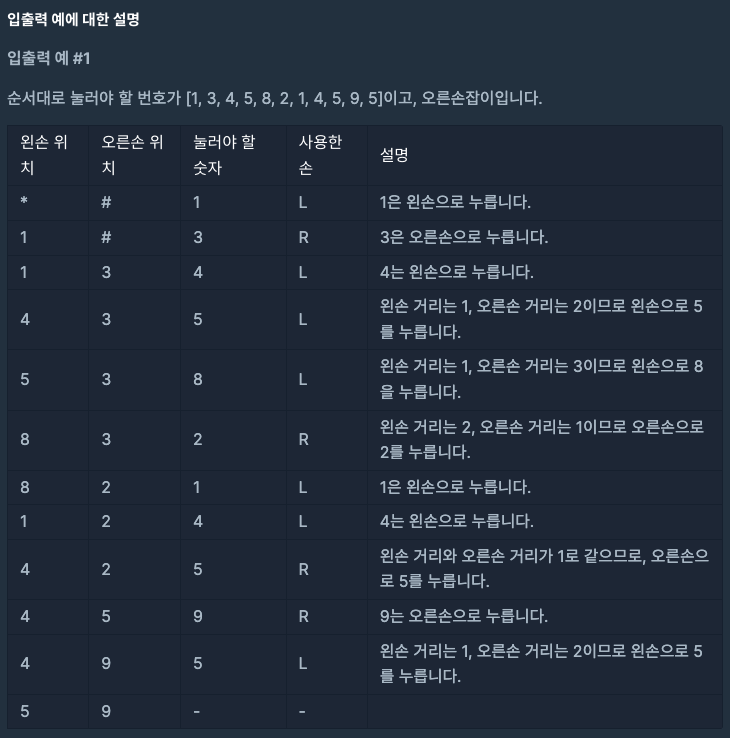 입출력 예에 대한 설명
입출력 예 #1
순서대로 눌러야 할 번호가 [1, 3, 4, 5, 8, 2, 1, 4, 5, 9, 5]이고, 오른손잡이입니다.
왼손 위치 오른손 위치 눌러야 할 숫자 사용한 손 설명
* # 1 L 1은 왼손으로 누릅니다.
1 # 3 R 3은 오른손으로 누릅니다.
1 3 4 L 4는 왼손으로 누릅니다.
4 3 5 L 왼손 거리는 1, 오른손 거리는 2이므로 왼손으로 5를 누릅니다.
5 3 8 L 왼손 거리는 1, 오른손 거리는 3이므로 왼손으로 8을 누릅니다.
8 3 2 R 왼손 거리는 2, 오른손 거리는 1이므로 오른손으로 2를 누릅니다.
8 2 1 L 1은 왼손으로 누릅니다.
1 2 4 L 4는 왼손으로 누릅니다.
4 2 5 R 왼손 거리와 오른손 거리가 1로 같으므로, 오른손으로 5를 누릅니다.
4 5 9 R 9는 오른손으로 누릅니다.
4 9 5 L 왼손 거리는 1, 오른손 거리는 2이므로 왼손으로 5를 누릅니다.
5 9 - -